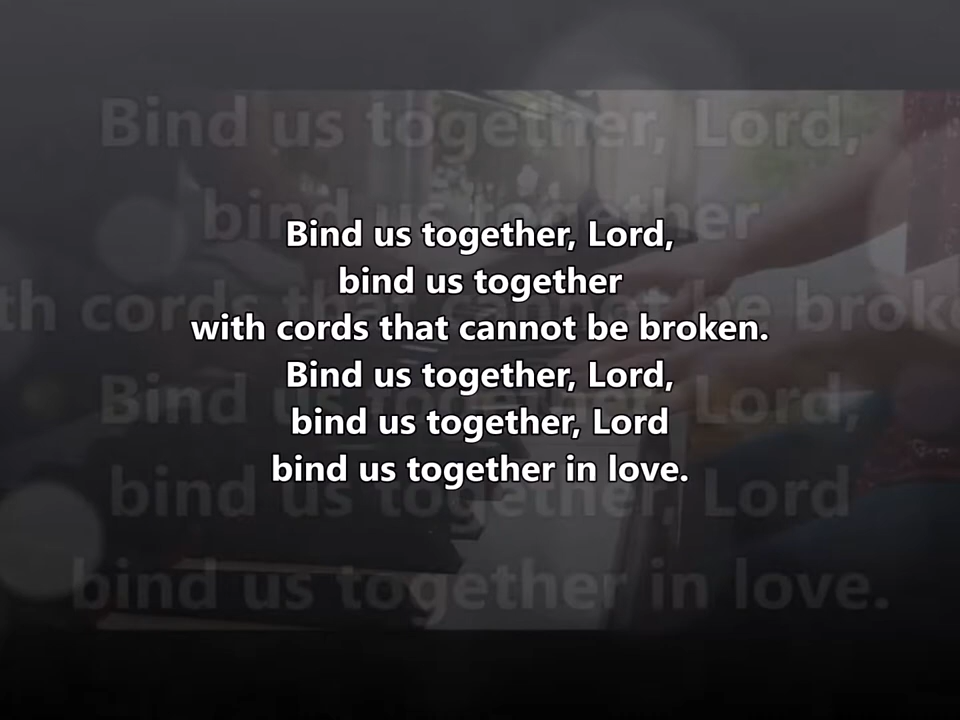 Bind us together, Lord,
bind us together
with cords that cannot be broken.
Bind us together, Lord,
bind us together, Lord
bind us together in love.